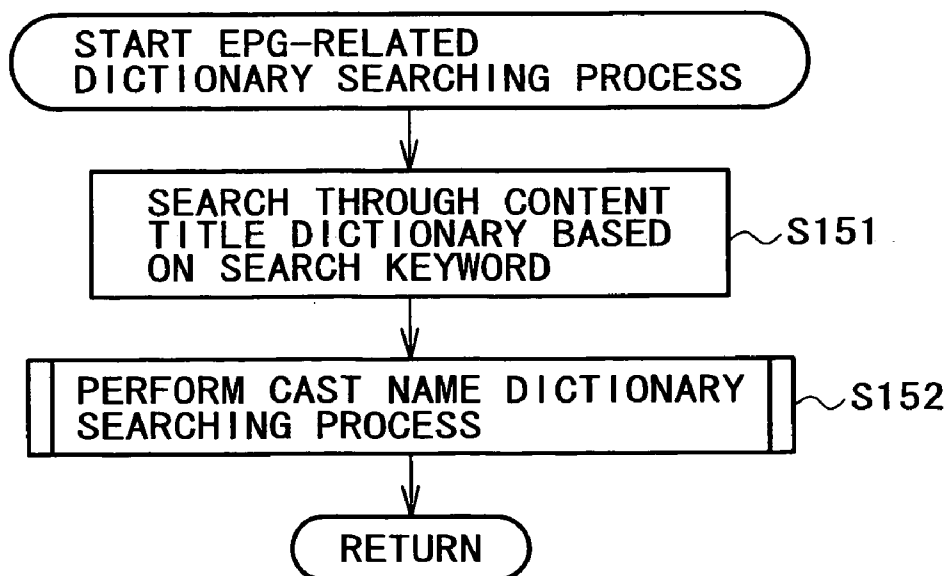 START EPG-RELATED
DICTIONARY SEARCHING PROCESS
SEARCH THROUGH CONTENT
TITLE DICTIONARY BASED
ON SEARCH KEYWORD
S151
PERFORM CAST NAME DICTIONARY
SEARCHING PROCESS
S152
RETURN